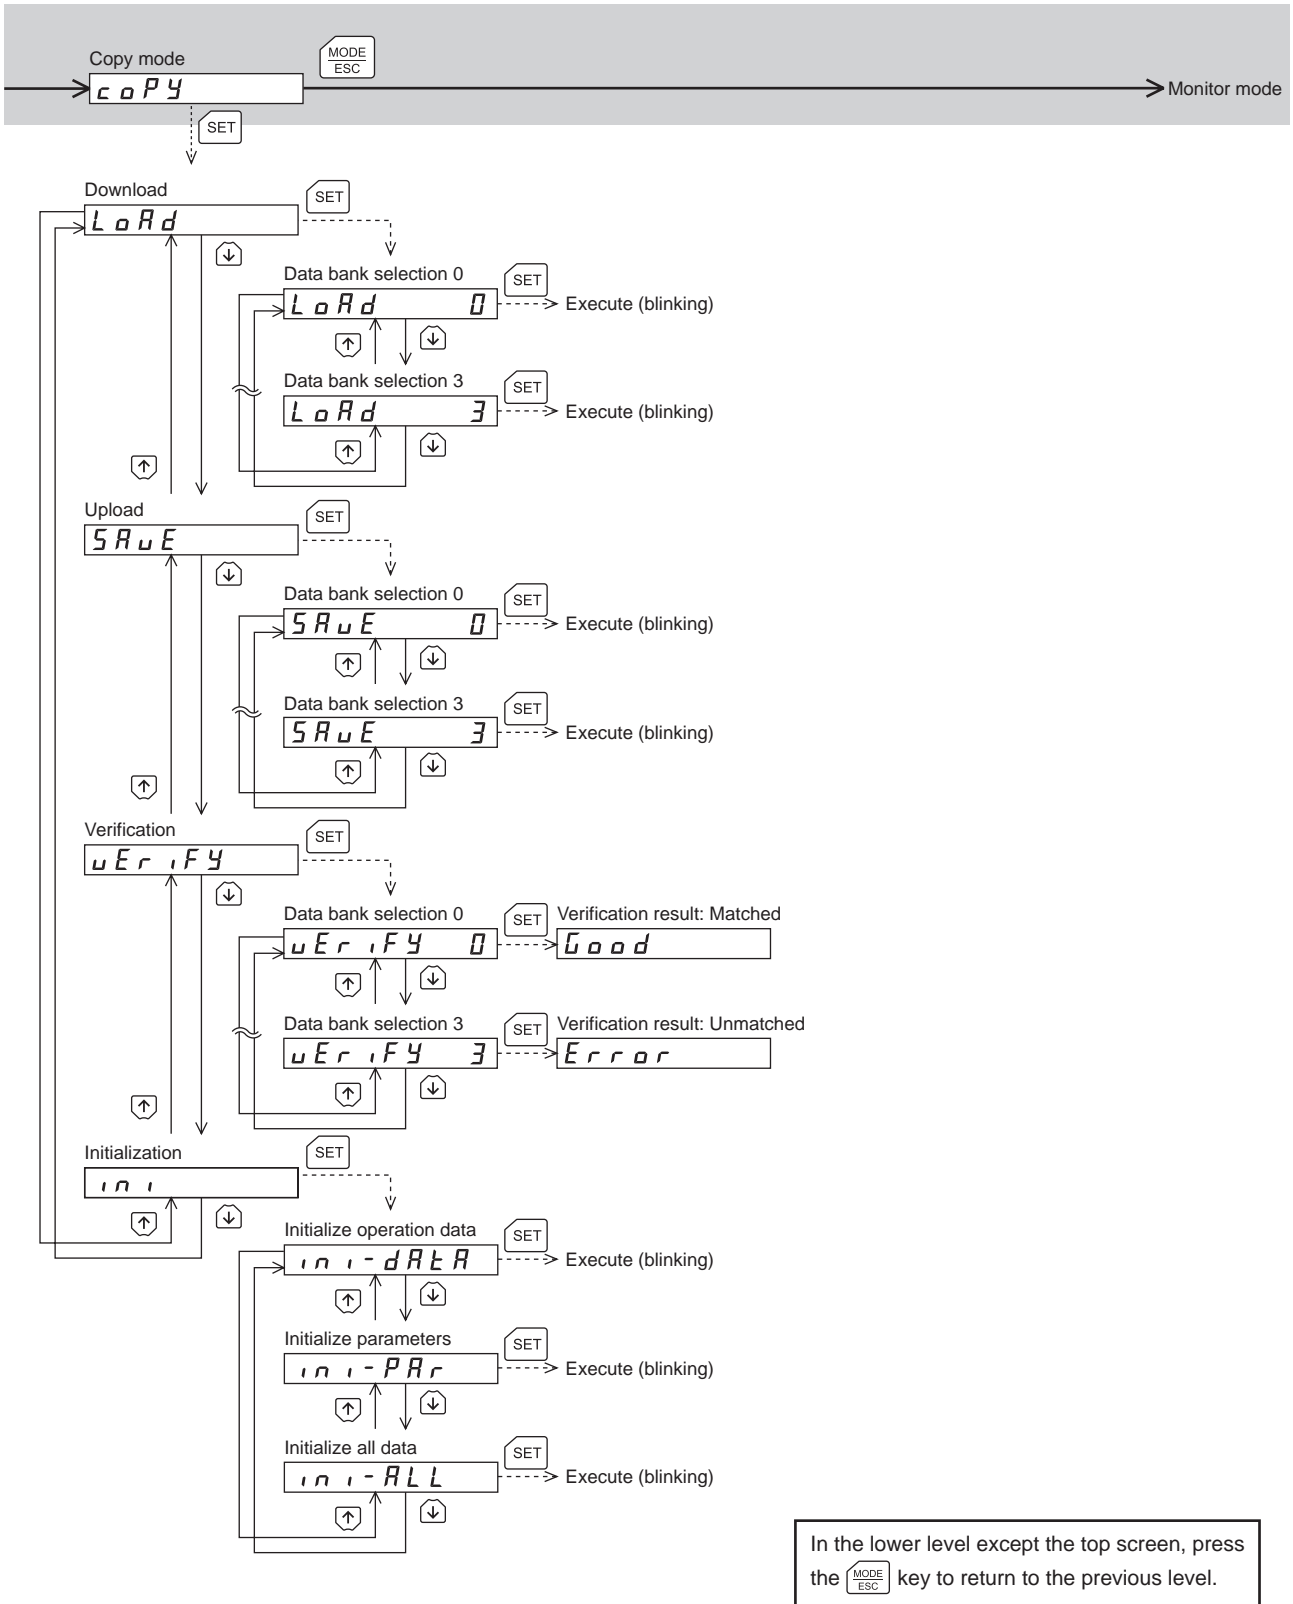 Copy mode
MODE
ESC
coPY
Monitor mode
SET
Download
SET
LoAd
Data bank selection 0
SET
LoAd 0
Execute (blinking)
Data bank selection 3
SET
LoAd 3
Execute (blinking)
Upload
SET
SAvE
Data bank selection 0
SET
SAvE 0
Execute (blinking)
Data bank selection 3
SET
SAvE 3
Execute (blinking)
Verification
SET
vEriFY
Data bank selection 0
SET
Verification result: Matched
vEriFY 0
Good
Data bank selection 3
SET
Verification result: Unmatched
vEriFY 3
Error
Initialization
SET
ini
Initialize operation data
SET
ini-dAtA
Execute (blinking)
Initialize parameters
SET
ini-PAr
Execute (blinking)
Initialize all data
SET
ini-ALL
Execute (blinking)
In the lower level except the top screen, press
the MODE ESC key to return to the previous level.